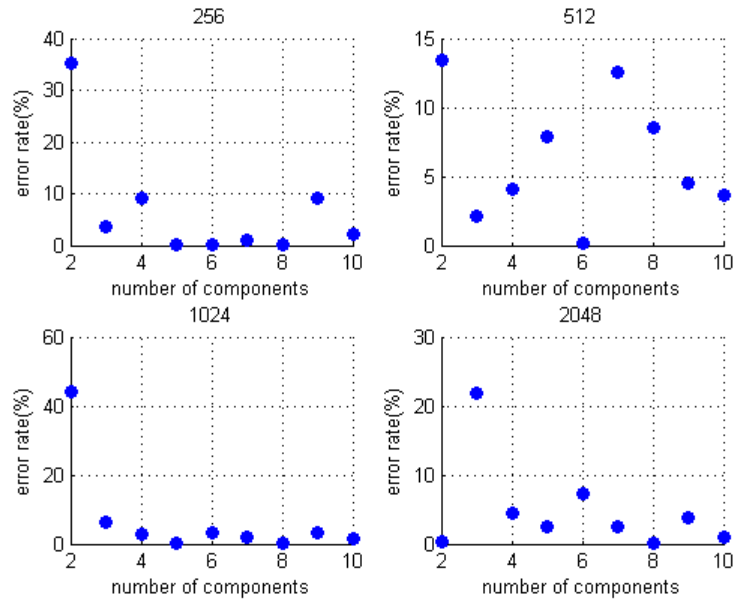 256
40
30
20
10
0
error rate(%)
2 4 6 8 10
number of components
512
15
10
5
0
error rate(%)
2 4 6 8 10
number of components
1024
60
40
20
0
error rate(%)
2 4 6 8 10
number of components
2048
30
20
10
0
error rate(%)
2 4 6 8 10
number of components